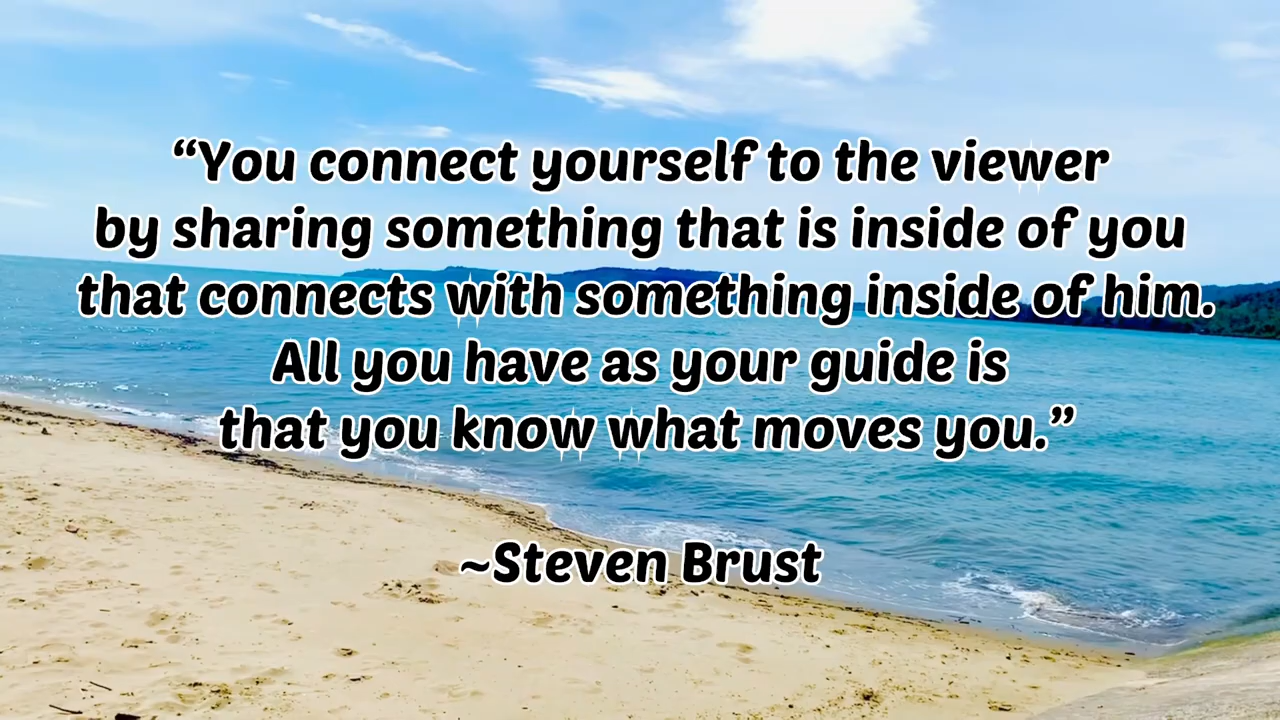 “You connect yourself to the viewer
by sharing something that is inside of you
that connects with something inside of him.
All you have as your guide is
that you know what moves you.”
~Steven Brust